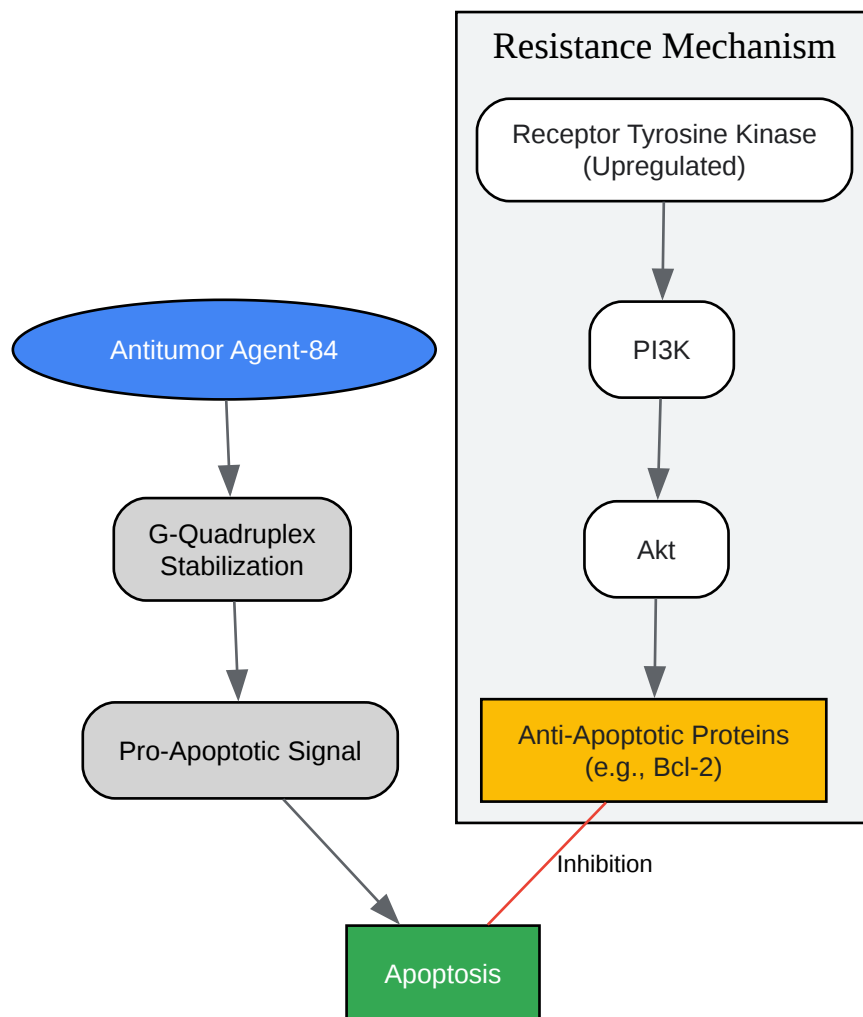 Resistance Mechanism
Receptor Tyrosine Kinase
(Upregulated)
PI3K
Antitumor Agent-84
G-Quadruplex
Stabilization
Akt
Pro-Apoptotic Signal
Anti-Apoptotic Proteins
(e.g., Bcl-2)
Inhibition
Apoptosis